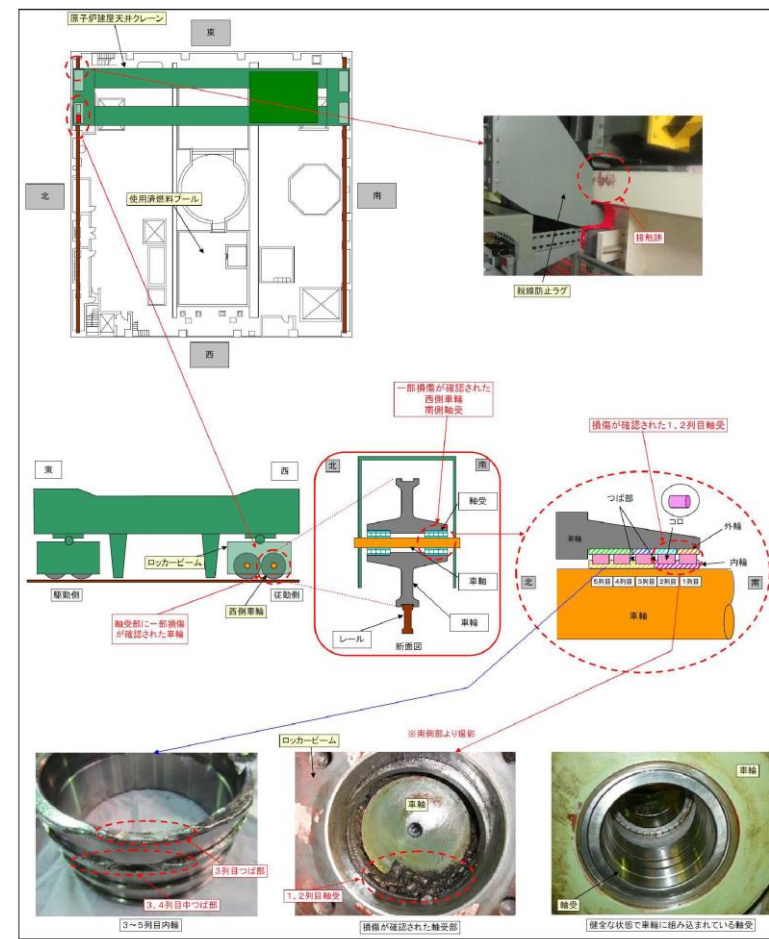 原子炉建屋天井クレーン
東
北
南
使用済燃料プール
西
接触跡
脱線防止ラグ
一部損傷が確認された
西側車輪
南側軸受
損傷が確認された1、2列目軸受
東
西
ロッカービーム
駆動側
従動側
西側車輪
軸受部に一部損傷
が確認された車輪
北
南
軸受
車軸
車輪
レール
断面図
つば部
コロ
外輪
車輪
内輪
北
5列目
4列目
3列目
2列目
1列目
南
車軸
※南側部より撮影
ロッカービーム
車軸
車輪
3列目つば部
3、4列目中つば部
1、2列目軸受
軸受
3～5列目内輪
損傷が確認された軸受部
健全な状態で車輪に組み込まれている軸受